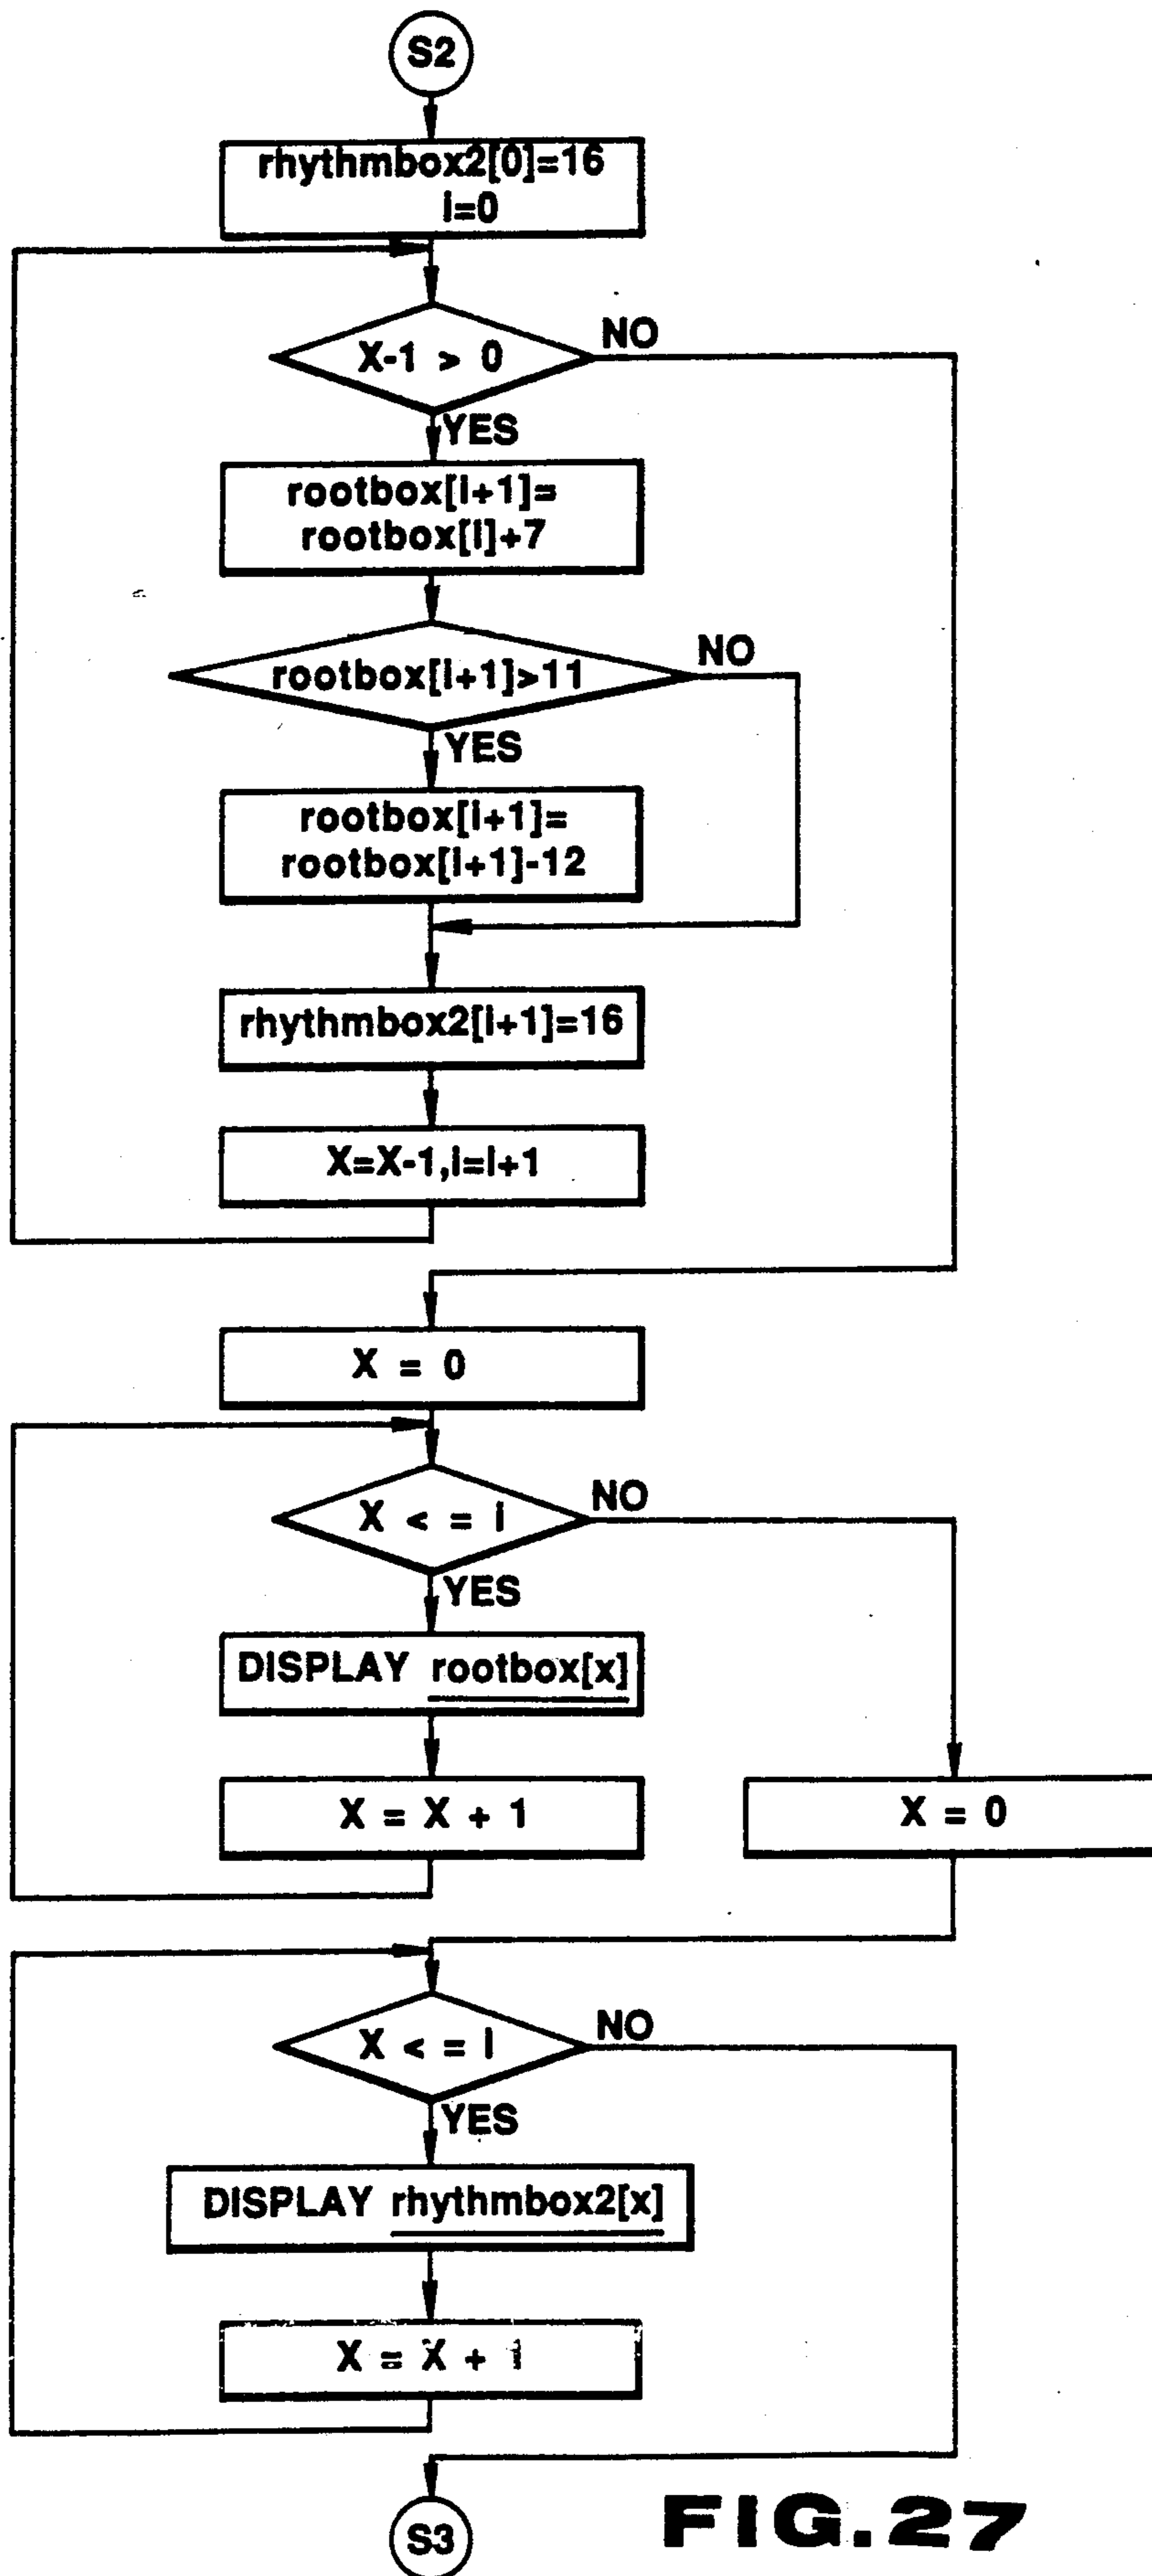 S2
rhythmbox2[0]=16
i=0
X-1 > 0
NO
YES
rootbox[i+1]=
rootbox[i]+7
rootbox[i+1]>11
NO
YES
rootbox[i+1]=
rootbox[i+1]-12
rhythmbox2[i+1]=16
X=X-1,i=i+1
X = 0
X < = i
NO
YES
DISPLAY rootbox[x]
X = X + 1
X = 0
X < = i
NO
YES
DISPLAY rhythmbox2[x]
X = X + 1
S3
FIG.27